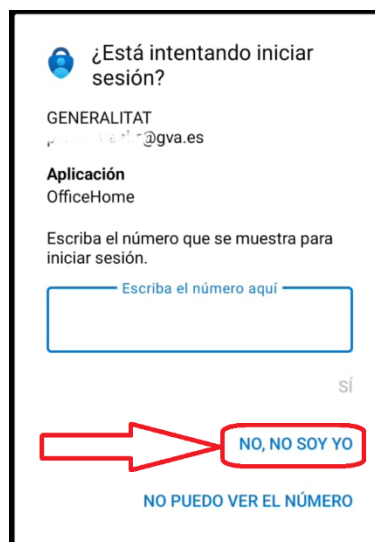 ¿Está intentando iniciar
sesión?
GENERALITAT
@gva.es
Aplicación
OfficeHome
Escriba el número que se muestra para
iniciar sesión.
Escriba el número aquí
SÍ
NO, NO SOY YO
NO PUEDO VER EL NÚMERO